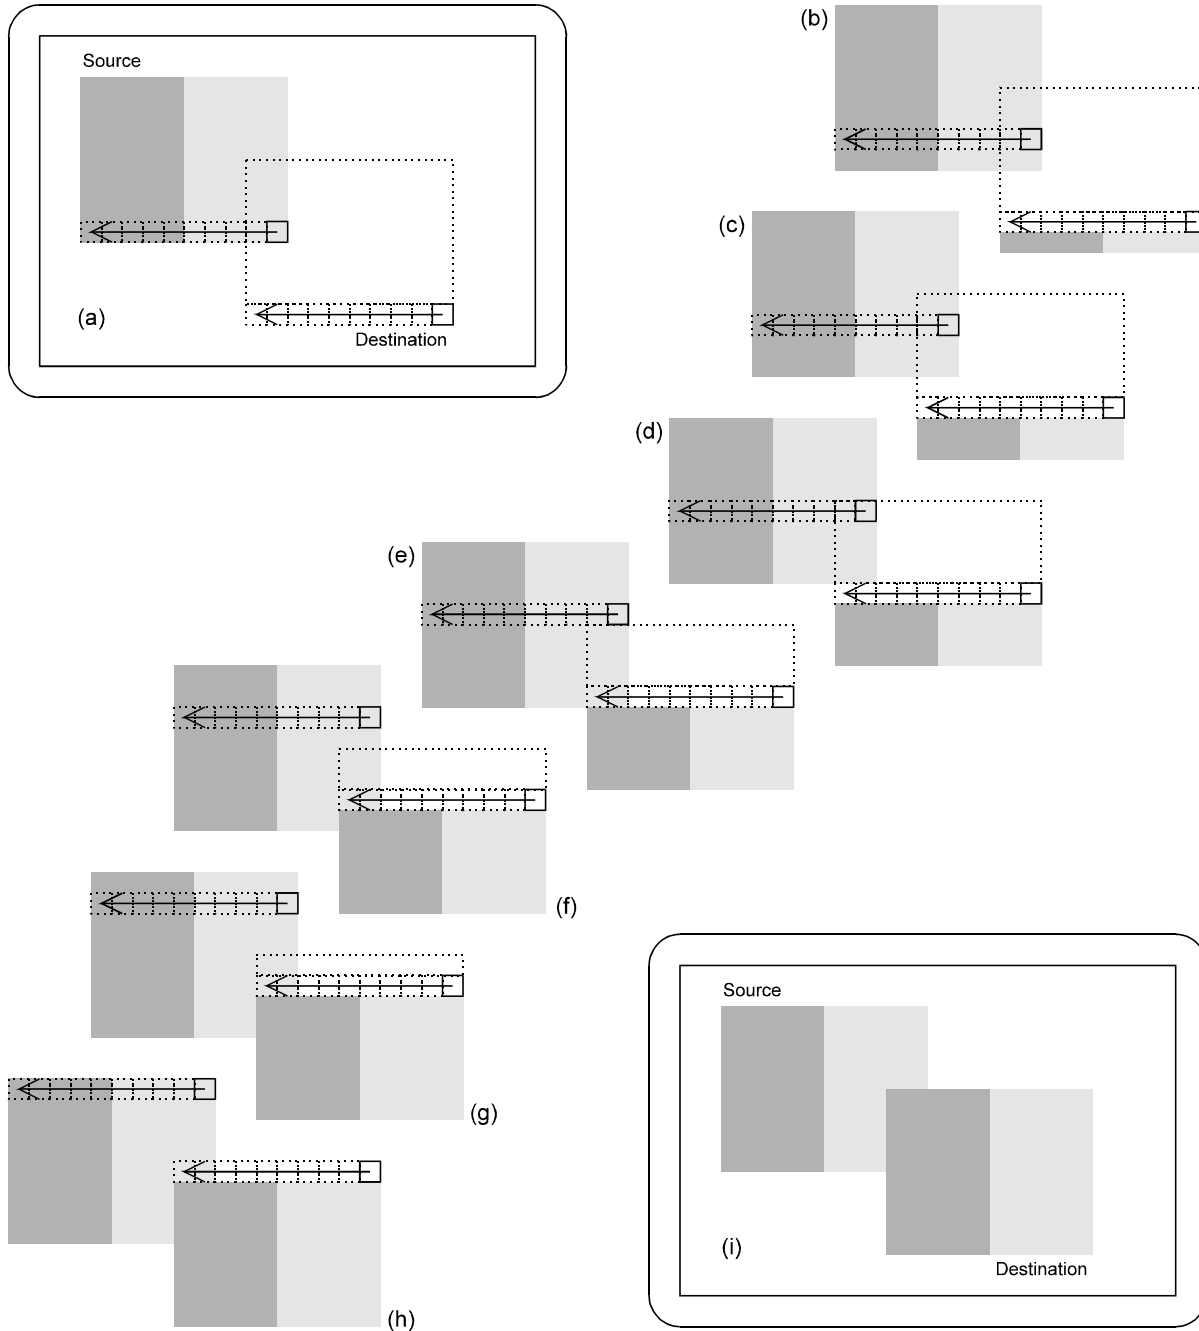 Source
(a)
Destination
(b)
(c)
(d)
(e)
(f)
(g)
(h)
Source
(i)
Destination